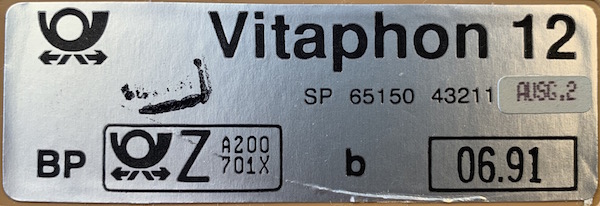 Vitaphon 12
SP 65150 43211 AUSG.2
BP Z A200 701X b 06.91